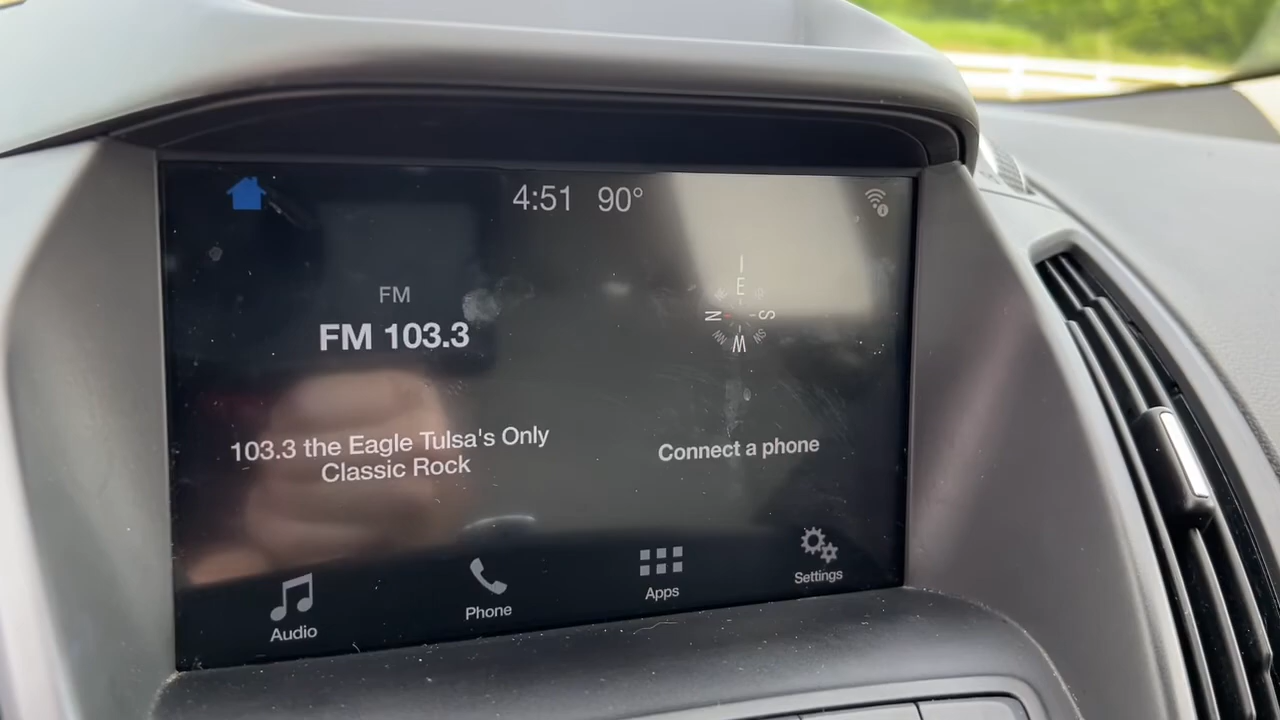 4:51 90°
FM
FM 103.3
E
N S
W
103.3 the Eagle Tulsa's Only
Classic Rock
Connect a phone
Audio
Phone
Apps
Settings